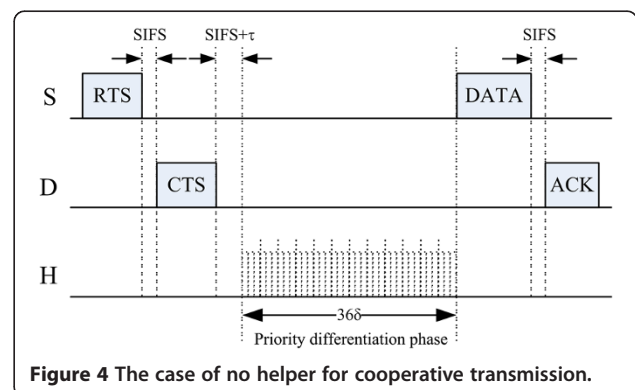 SIFS SIFS+τ SIFS
S RTS DATA
D CTS ACK
H
36δ
Priority differentiation phase
Figure 4 The case of no helper for cooperative transmission.